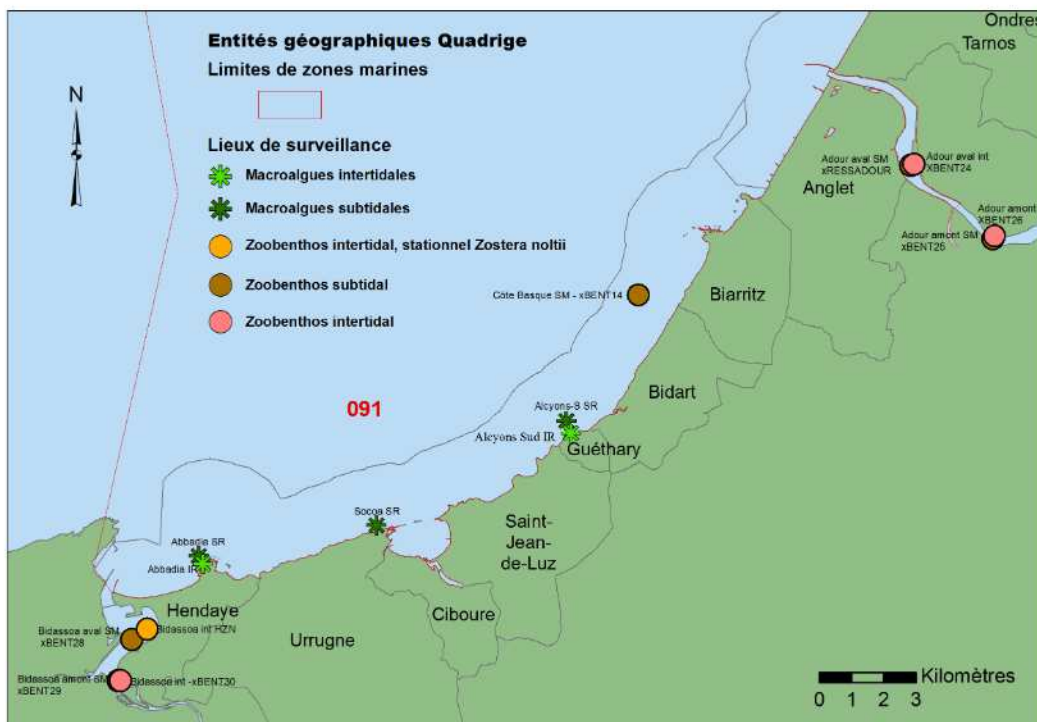 Entités géographiques Quadrige
Limites de zones marines
N
Lieux de surveillance
Macroalgues intertidales
Macroalgues subtidales
Zoobenthos intertidal, stationnel Zostera noltii
Zoobenthos subtidal
Zoobenthos intertidal
Ondres
Tarnos
Adour aval SM
xRESSADOUR
Adour aval int
XBENT24
Anglet
Adour amont
XBENT26
Adour amont SM
xBENT25
Côte Basque SM - xBENT14
Biarritz
091
Bidart
Alcyons-S SR
Alcyons Sud IR
Guéthary
Socoa SR
Saint-
Jean-
de-Luz
Abbadia SR
Abbadia IR
Hendaye
Ciboure
Urrugne
Bidassoa aval SM
xBENT28
Bidassoa int HZN
Bidassoa amont SM
xBENT29
Bidassoa int -xBENT30
Kilomètres
0 1 2 3